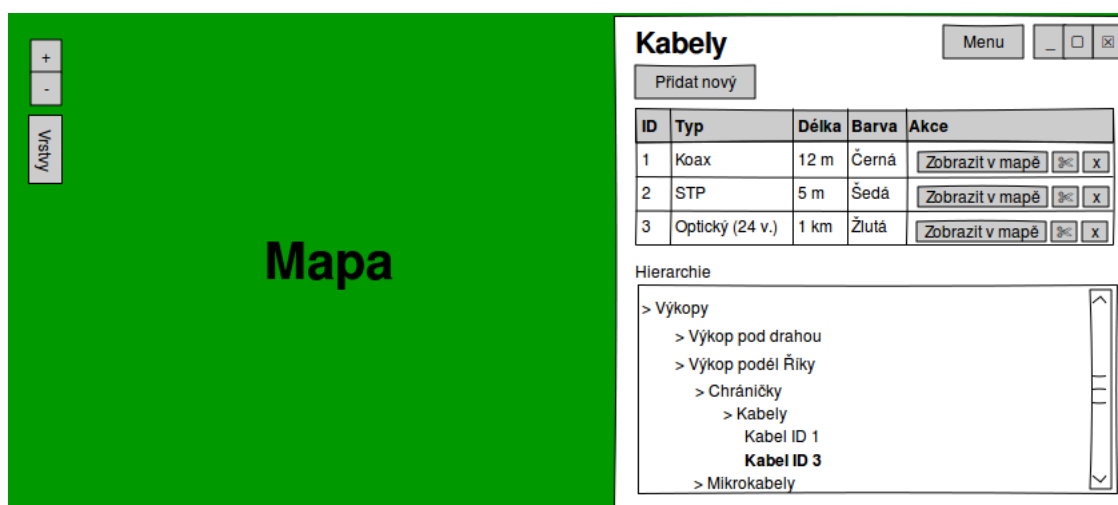 +
-
Vrstvy
Mapa
Kabely
Menu
Přidat nový
ID Typ Délka Barva Akce
1 Koax 12 m Černá Zobrazit v mapě x
2 STP 5 m Šedá Zobrazit v mapě x
3 Optický (24 v.) 1 km Žlutá Zobrazit v mapě x
Hierarchie
> Výkopy
> Výkop pod drahou
> Výkop podél Říky
> Chráničky
> Kabely
Kabel ID 1
Kabel ID 3
> Mikrokabely